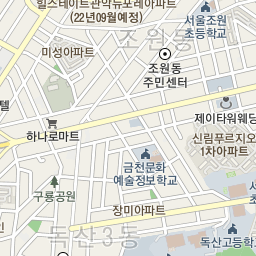 힐스테이트관악뉴포레아파트
(22년09월예정)
서울조원
초등학교
조원동
미성아파트
조원동
주민센터
텔
하나로마트
제이타워웨딩
신림푸르지오
1차아파트
금천문화
예술정보학교
구룡공원
장미아파트
서울
독산3동
인
독산고등학교